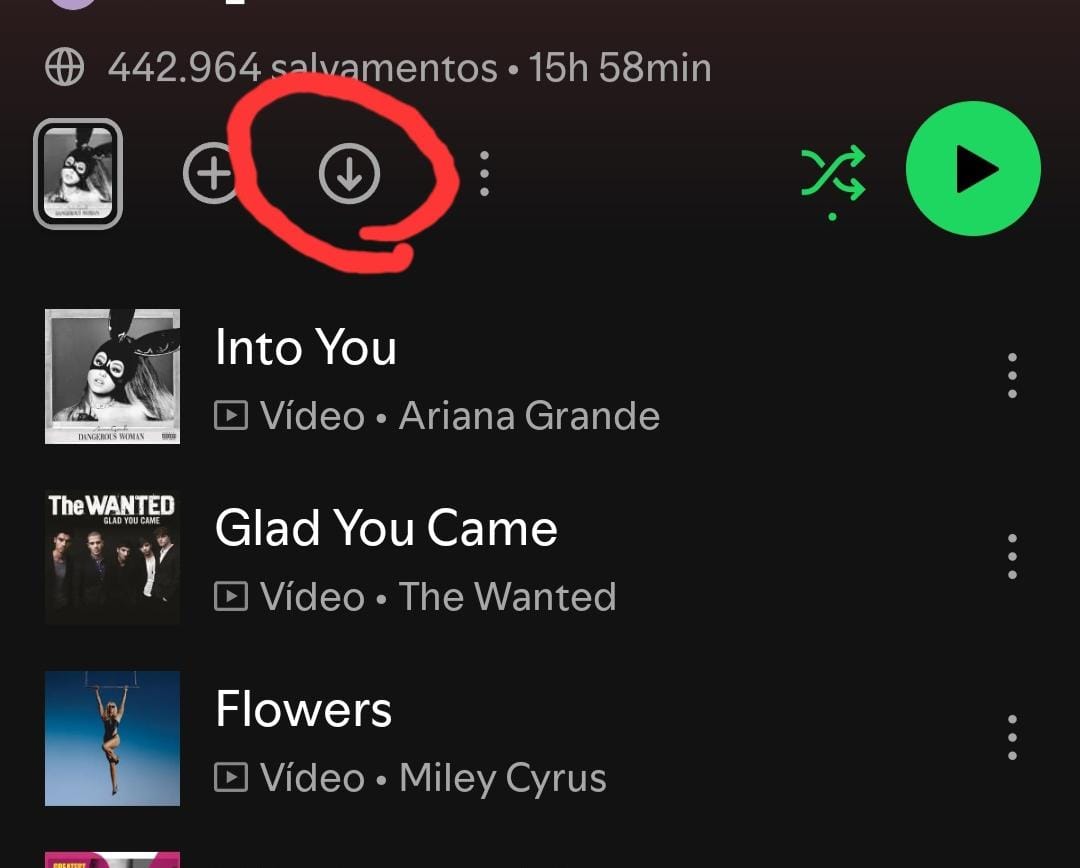 442.964 salvamentos • 15h 58min
Into You
Vídeo • Ariana Grande
DANGEROUS WOMAN
The WANTED
GLAD YOU CAME
Glad You Came
Vídeo • The Wanted
Flowers
Vídeo • Miley Cyrus
GREATEST